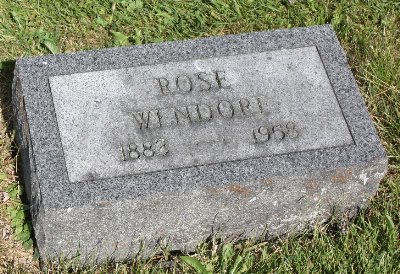 ROSE
WENDORF
1883 — 1958